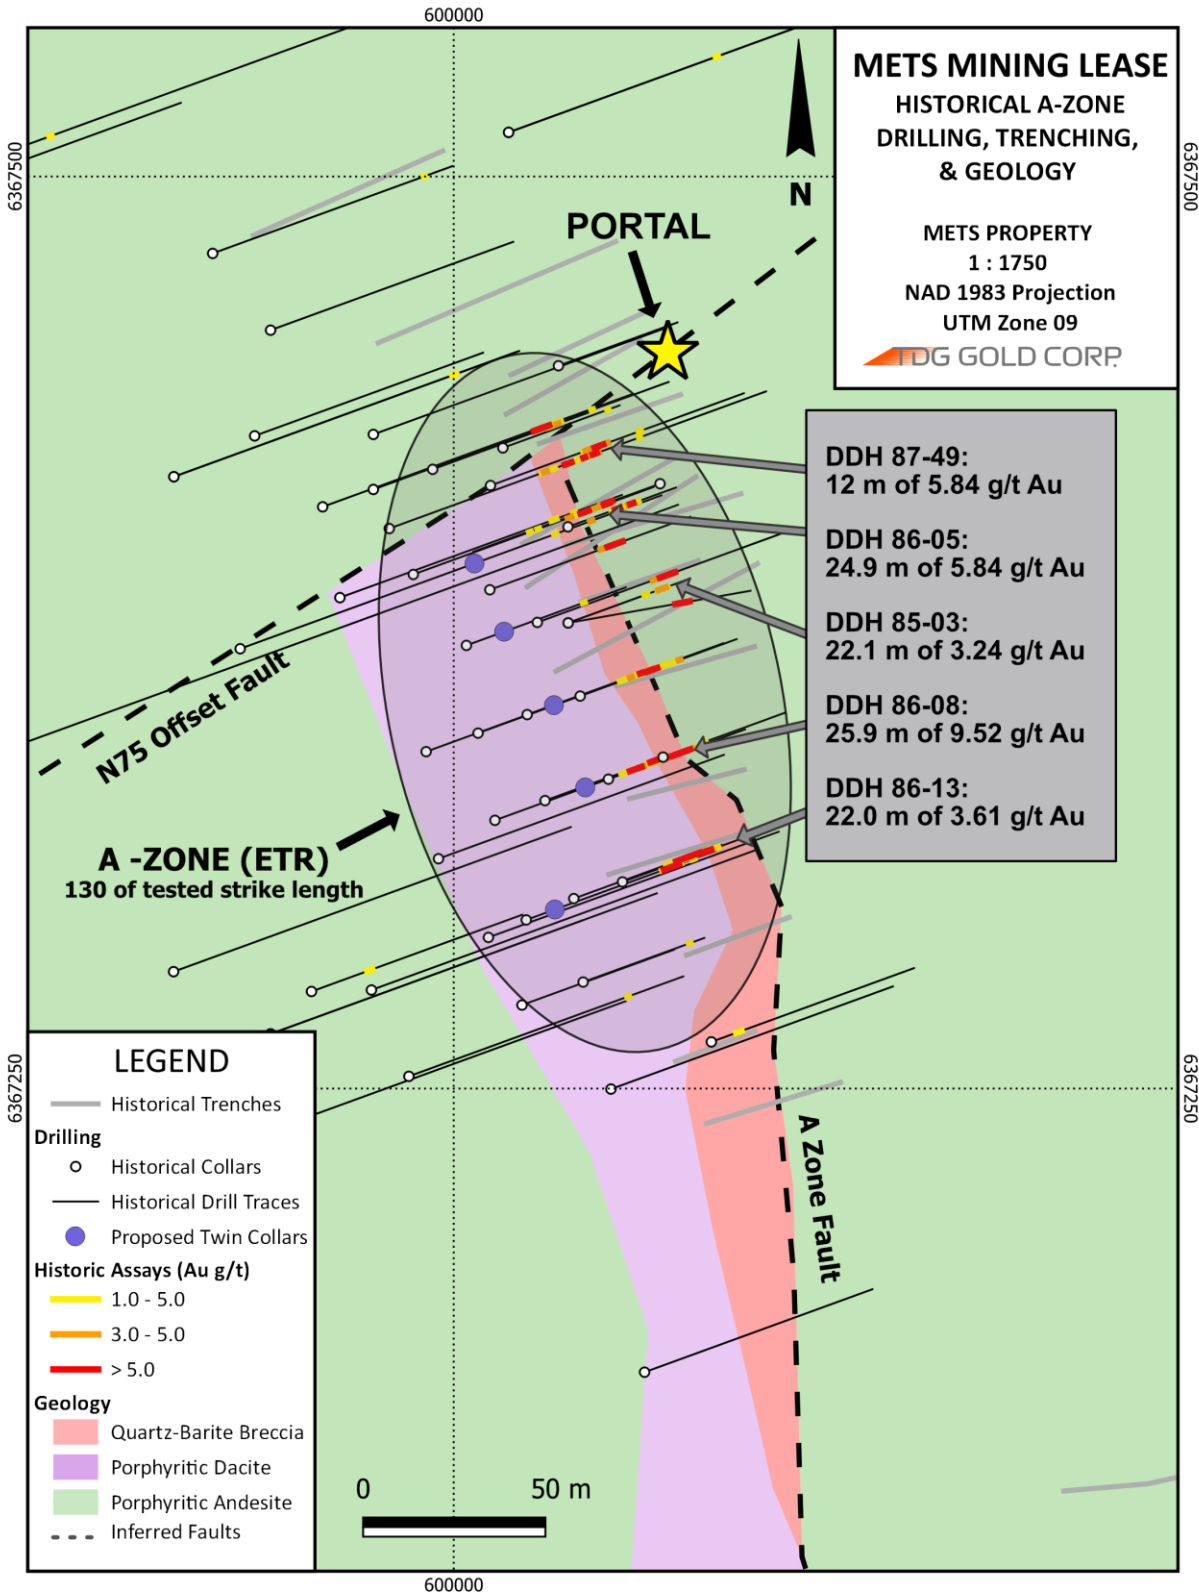 600000
METS MINING LEASE
HISTORICAL A-ZONE
DRILLING, TRENCHING,
& GEOLOGY
METS PROPERTY
1 : 1750
NAD 1983 Projection
UTM Zone 09
TDG GOLD CORP.
6367500
6367500
N
PORTAL
DDH 87-49:
12 m of 5.84 g/t Au
DDH 86-05:
24.9 m of 5.84 g/t Au
DDH 85-03:
22.1 m of 3.24 g/t Au
DDH 86-08:
25.9 m of 9.52 g/t Au
DDH 86-13:
22.0 m of 3.61 g/t Au
N75 Offset Fault
A -ZONE (ETR)
130 of tested strike length
LEGEND
Historical Trenches
Drilling
Historical Collars
Historical Drill Traces
Proposed Twin Collars
Historic Assays (Au g/t)
1.0 - 5.0
3.0 - 5.0
> 5.0
Geology
Quartz-Barite Breccia
Porphyritic Dacite
Porphyritic Andesite
Inferred Faults
6367250
6367250
A Zone Fault
0 50 m
600000